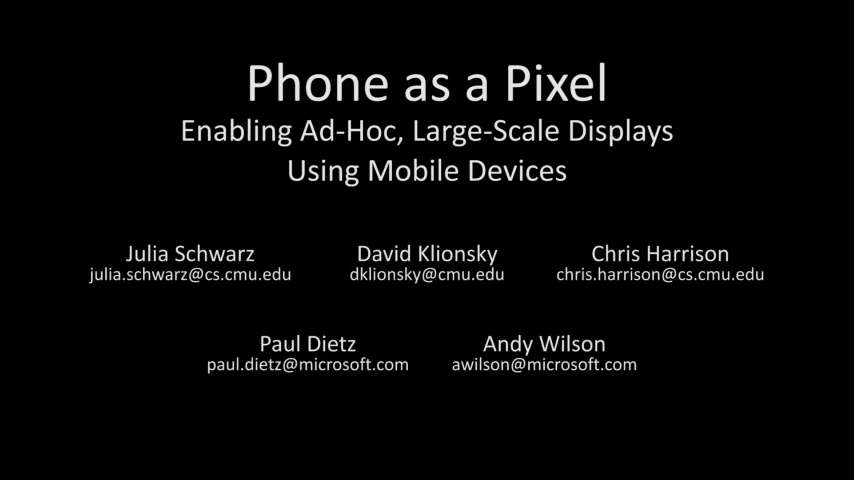 Phone as a Pixel
Enabling Ad-Hoc, Large-Scale Displays
Using Mobile Devices
Julia Schwarz David Klionsky Chris Harrison
julia.schwarz@cs.cmu.edu dklionsky@cmu.edu chris.harrison@cs.cmu.edu
Paul Dietz Andy Wilson
paul.dietz@microsoft.com awilson@microsoft.com